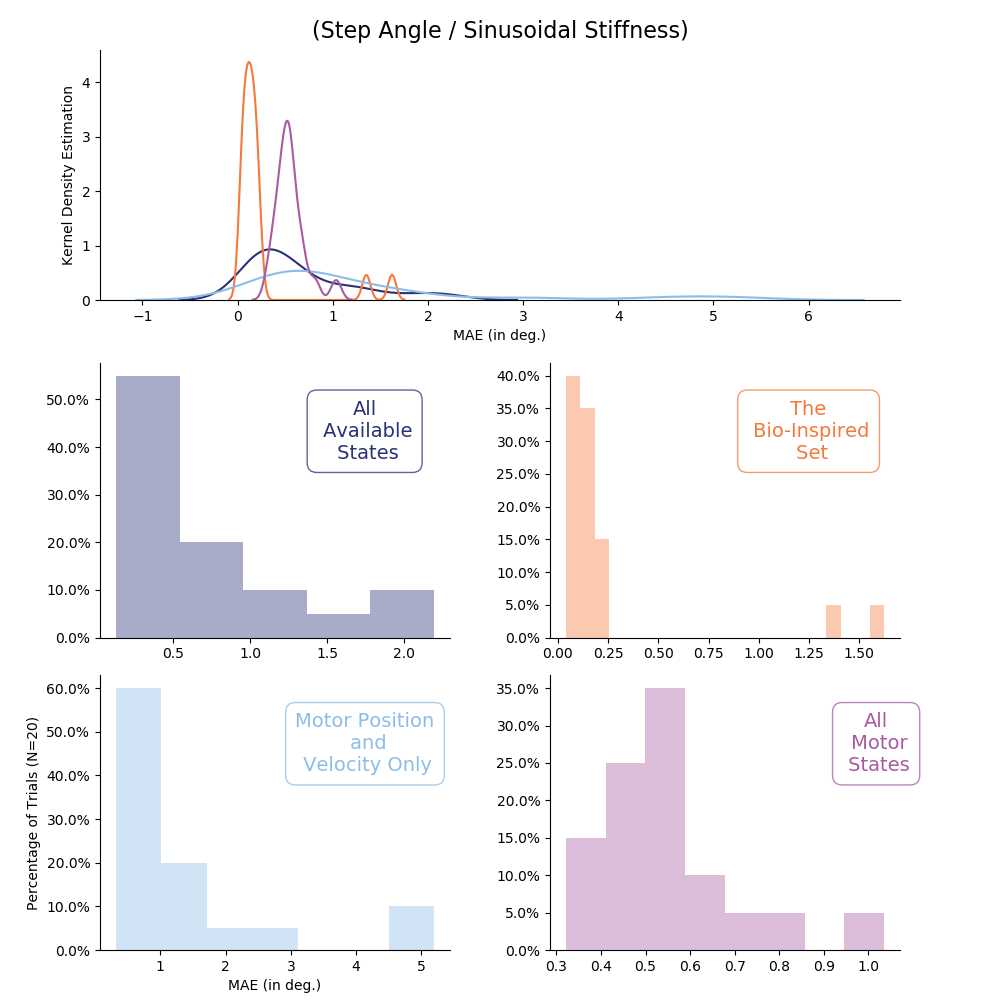 (Step Angle / Sinusoidal Stiffness)
Kernel Density Estimation
4
3
2
1
0
−1 0 1 2 3 4 5 6
MAE (in deg.)
50.0%
40.0%
30.0%
20.0%
10.0%
0.0%
0.5 1.0 1.5 2.0
All
Available
States
40.0%
35.0%
30.0%
25.0%
20.0%
15.0%
10.0%
5.0%
0.0%
0.00 0.25 0.50 0.75 1.00 1.25 1.50
The
Bio-Inspired
Set
Percentage of Trials (N=20)
60.0%
50.0%
40.0%
30.0%
20.0%
10.0%
0.0%
1 2 3 4 5
MAE (in deg.)
Motor Position
and
Velocity Only
35.0%
30.0%
25.0%
20.0%
15.0%
10.0%
5.0%
0.0%
0.3 0.4 0.5 0.6 0.7 0.8 0.9 1.0
All
Motor
States